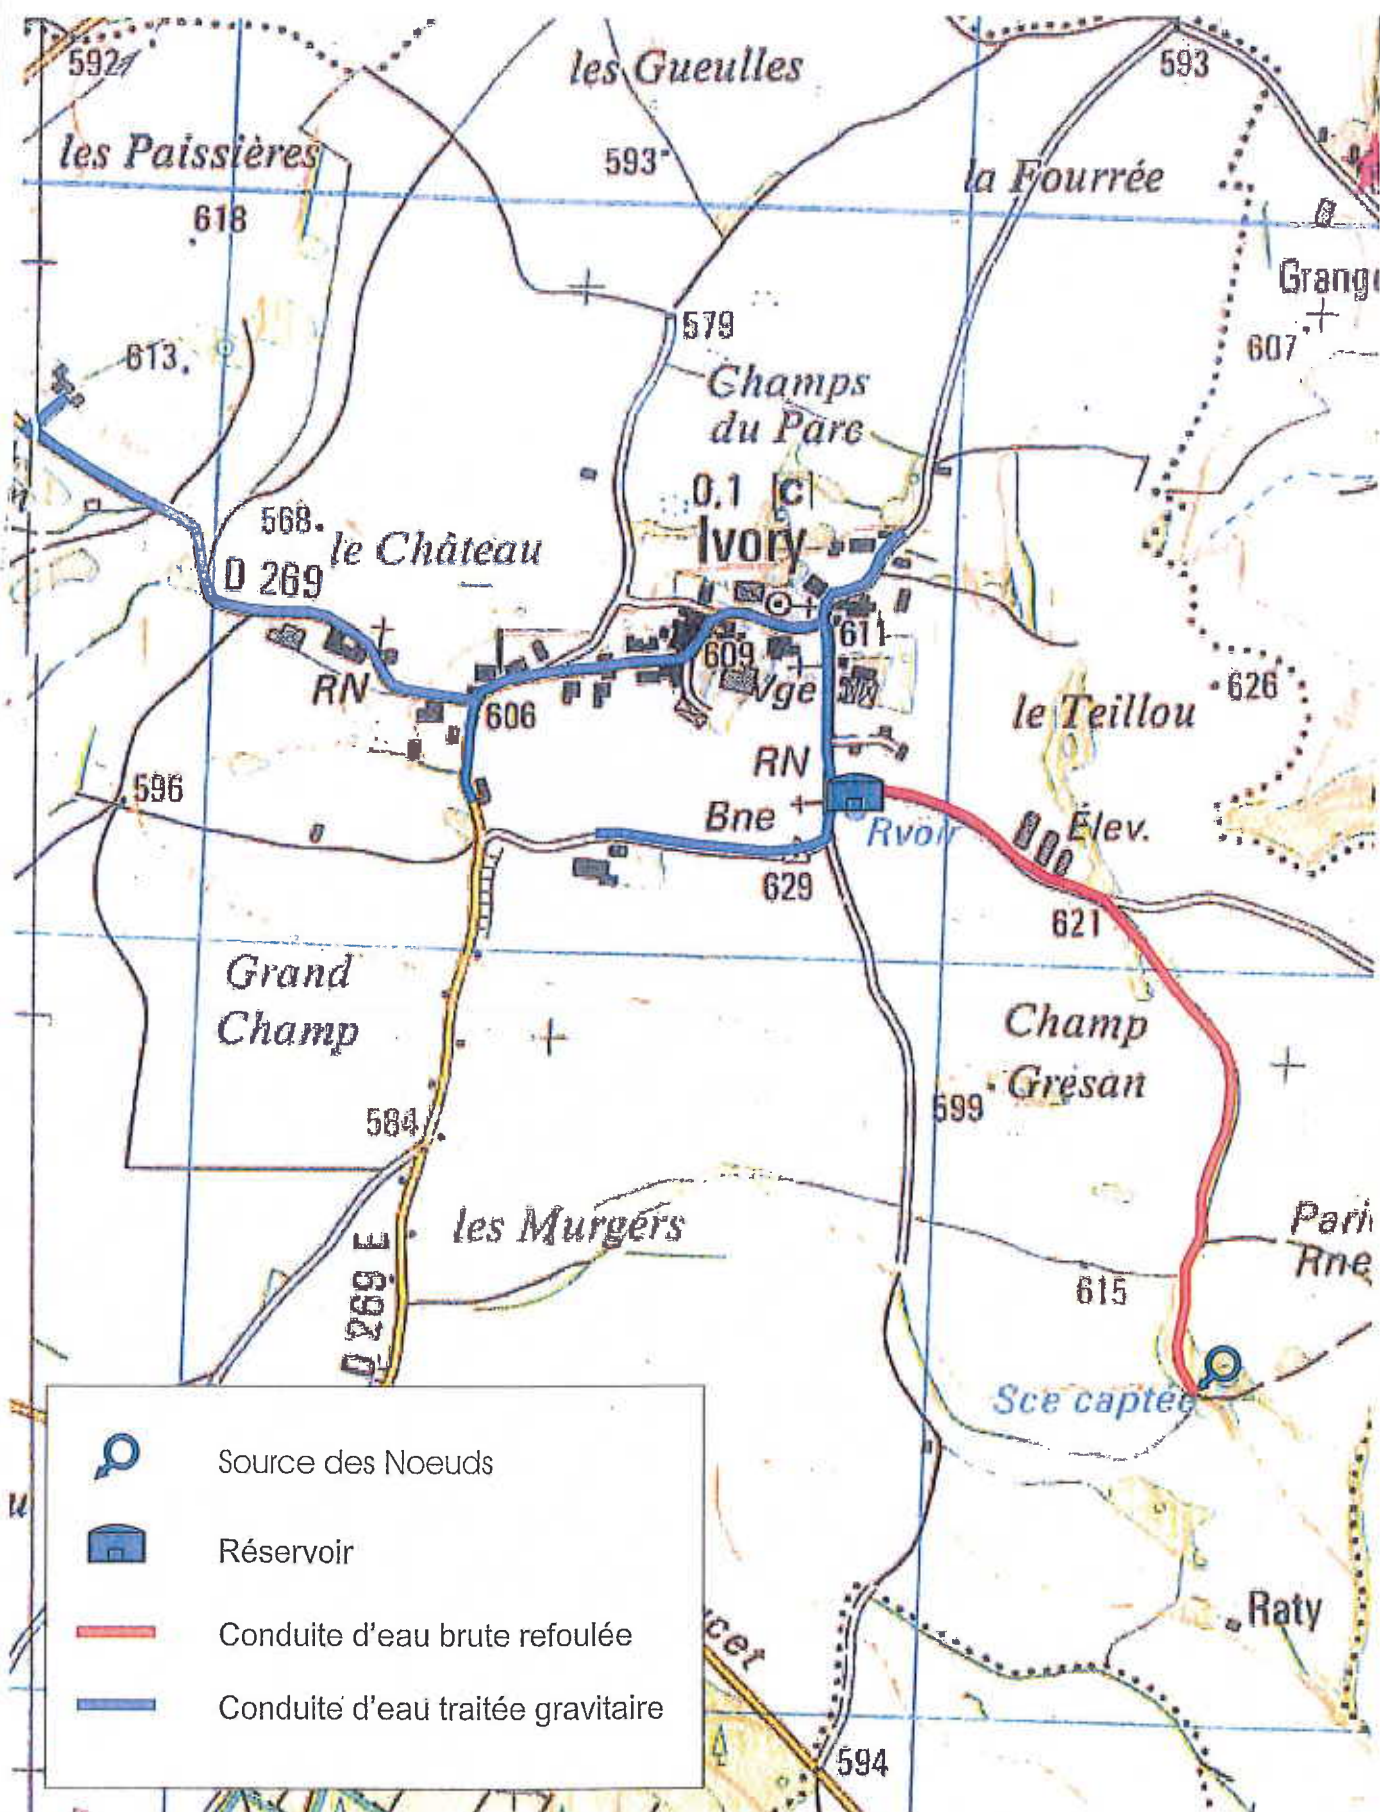 592
les Gueulles
593
les Paissières
593
la Fourrée
618
579
607
613
Champs
du Parc
0,1 C
Ivory
568
le Château
D 269
611
609
RN
Vge
626
606
le Teillou
RN
596
Bne
Rvoir
Élev.
629
621
Grand
Champ
Champ
Gresan
599
584
les Murgers
615
Rne
D 269 E
Sce captée
Source des Noeuds
Réservoir
Raty
Conduite d'eau brute refoulée
Conduite d'eau traitée gravitaire
594